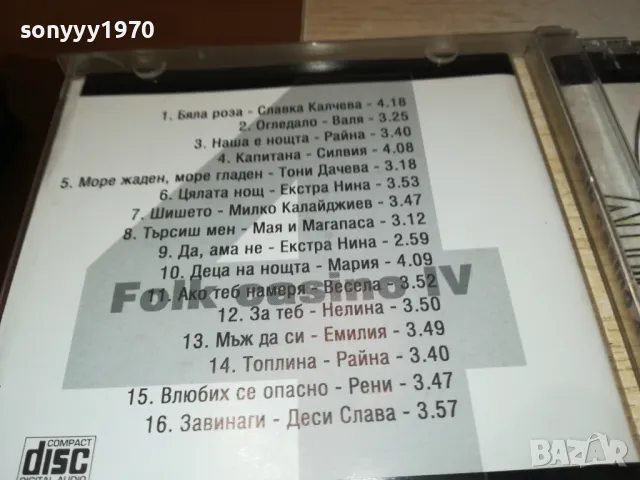 sonyyy1970
1. Бяла роза - Славка Калчева - 4.18
2. Огледало - Валя - 3.25
3. Наша е нощта - Райна - 3.40
4. Капитана - Силвия - 4.08
5. Море жаден, море гладен - Тони Дачева - 3.18
6. Цялата нощ - Екстра Нина - 3.53
7. Шишето - Милко Калайджиев - 3.47
8. Търсиш мен - Мая и Магапаса - 3.12
9. Да, ама не - Екстра Нина - 2.59
10. Деца на нощта - Мария - 4.09
Folk casino IV
11. Ако теб намеря - Весела - 3.52
12. За теб - Нелина - 3.50
13. Мъж да си - Емилия - 3.49
14. Топлина - Райна - 3.40
15. Влюбих се опасно - Рени - 3.47
16. Завинаги - Деси Слава - 3.57
4
COMPACT
disc
DIGITAL AUDIO
BAZAR